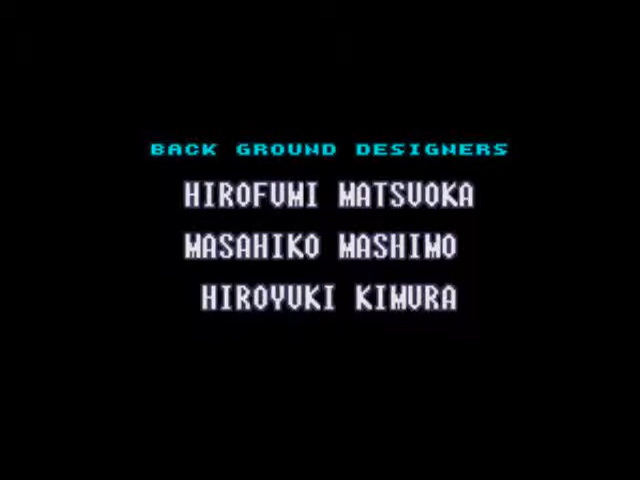 BACK GROUND DESIGNERS
HIROFUMI MATSUOKA
MASAHIKO MASHIMO
HIROYUKI KIMURA